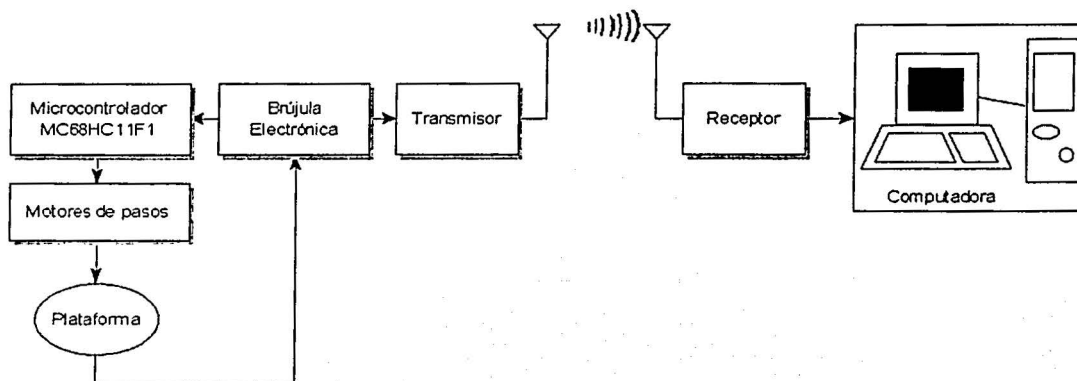 Microcontrolador
MC68HC11F1
Brújula
Electrónica
Transmisor
Receptor
Computadora
Motores de pasos
Plataforma